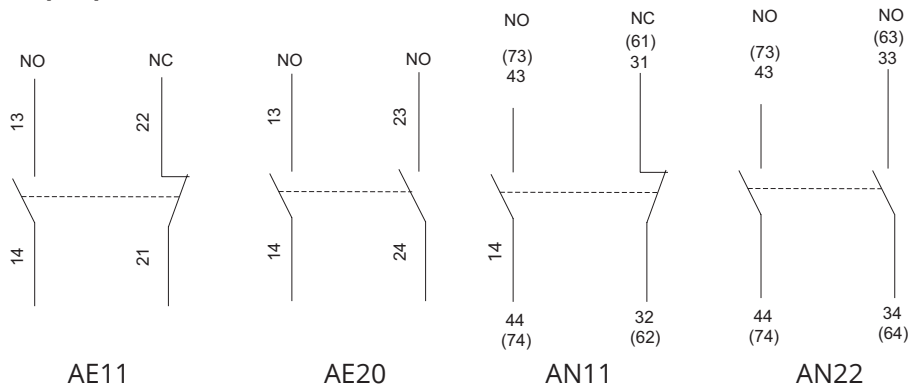 NO
13
14
NC
22
21
AE11
NO
13
14
NO
23
24
AE20
NO
(73)
43
14
44
(74)
NC
(61)
31
32
(62)
AN11
NO
(73)
43
44
(74)
NO
(63)
33
34
(64)
AN22